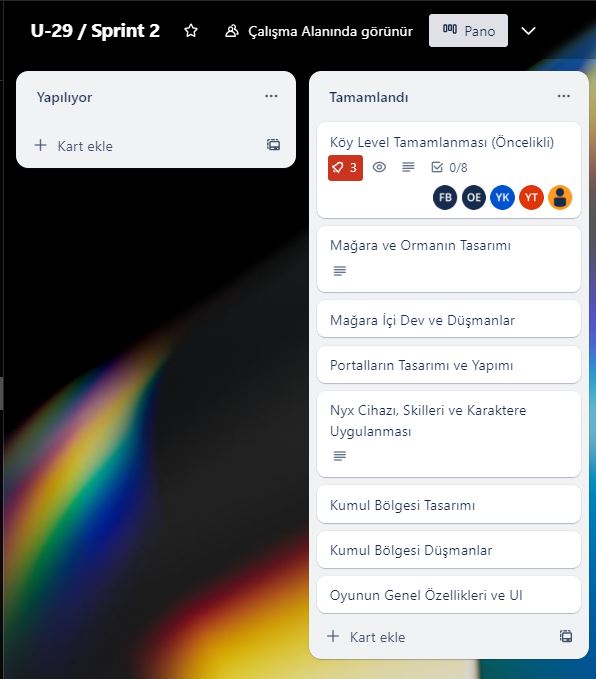 U-29 / Sprint 2
Çalışma Alanında görünür
Pano
Yapılıyor
Kart ekle
Tamamlandı
Köy Level Tamamlanması (Öncelikli)
3
0/8
FB OE YK YT
Mağara ve Ormanın Tasarımı
Mağara İçi Dev ve Düşmanlar
Portalların Tasarımı ve Yapımı
Nyx Cihazı, Skilleri ve Karaktere
Uygulanması
Kumul Bölgesi Tasarımı
Kumul Bölgesi Düşmanlar
Oyunun Genel Özellikleri ve UI
Kart ekle